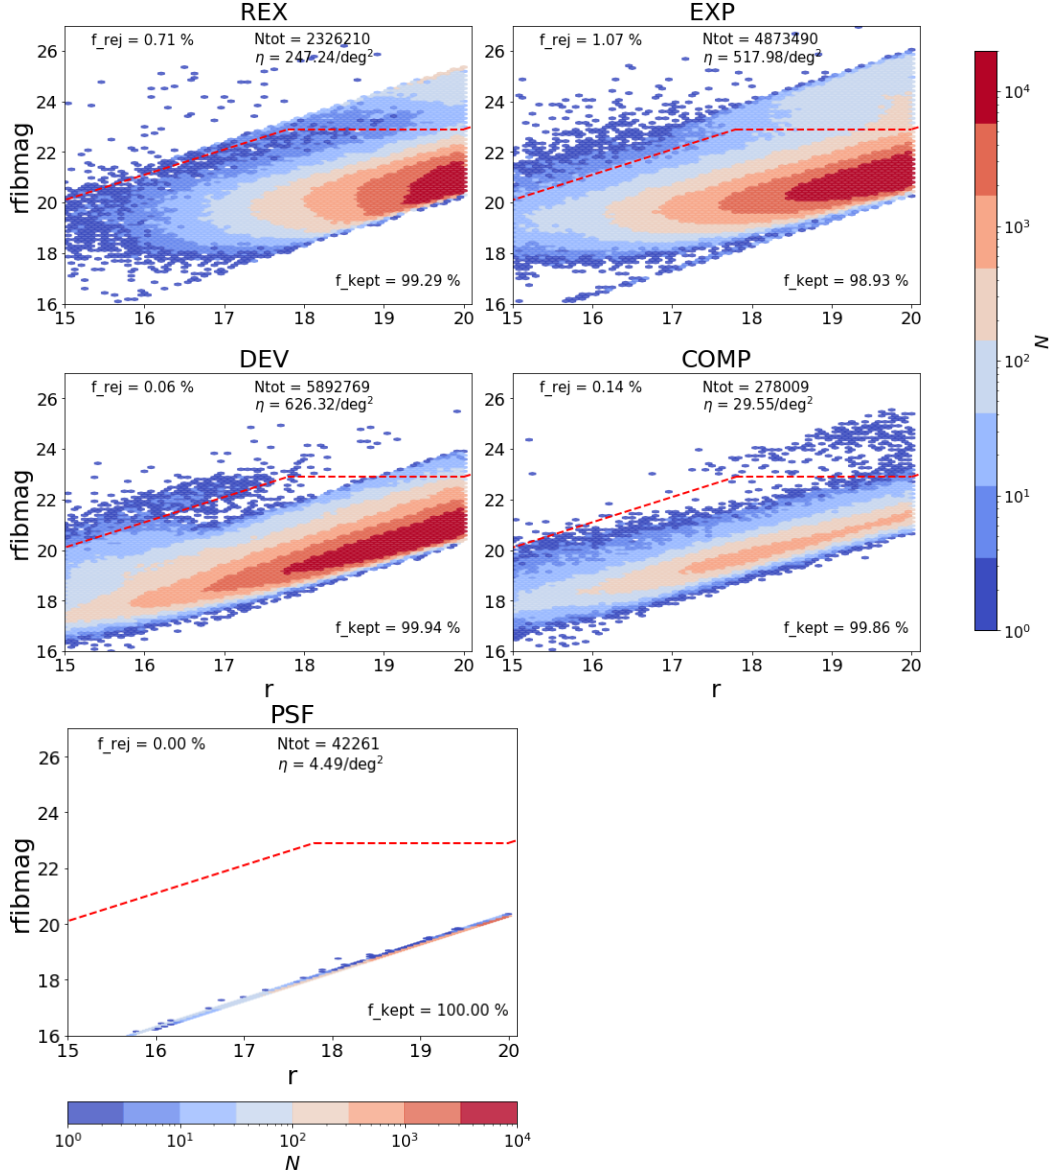 REX
EXP
f_rej = 0.71 %
Ntot = 2326210
η = 247.24/deg²
f_kept = 99.29 %
rfibmag
26
24
22
20
18
16
15 16 17 18 19 20
f_rej = 1.07 %
Ntot = 4873490
η = 517.98/deg²
f_kept = 98.93 %
26
24
22
20
18
16
15 16 17 18 19 20
10⁴
10³
10²
10¹
10⁰
N
DEV
COMP
f_rej = 0.06 %
Ntot = 5892769
η = 626.32/deg²
f_kept = 99.94 %
rfibmag
26
24
22
20
18
16
15 16 17 18 19 20
r
f_rej = 0.14 %
Ntot = 278009
η = 29.55/deg²
f_kept = 99.86 %
26
24
22
20
18
16
15 16 17 18 19 20
r
PSF
f_rej = 0.00 %
Ntot = 42261
η = 4.49/deg²
f_kept = 100.00 %
rfibmag
26
24
22
20
18
16
15 16 17 18 19 20
r
10⁰ 10¹ 10² 10³ 10⁴
N